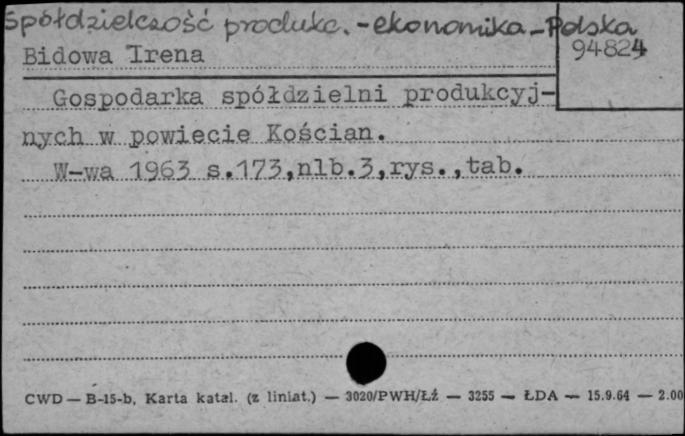 Spółdzielczość produkc. - ekonomika - Polska
94824
Bidowa Irena
Gospodarka spółdzielni produkcyj-
nych w powiecie Kościan.
W-wa 1963 s.173,nlb.3,rys.,tab.
CWD — B-15-b, Karta katal. (z liniat.) — 3020/PWH/Łź — 3255 — ŁDA — 15.9.64 — 2.00